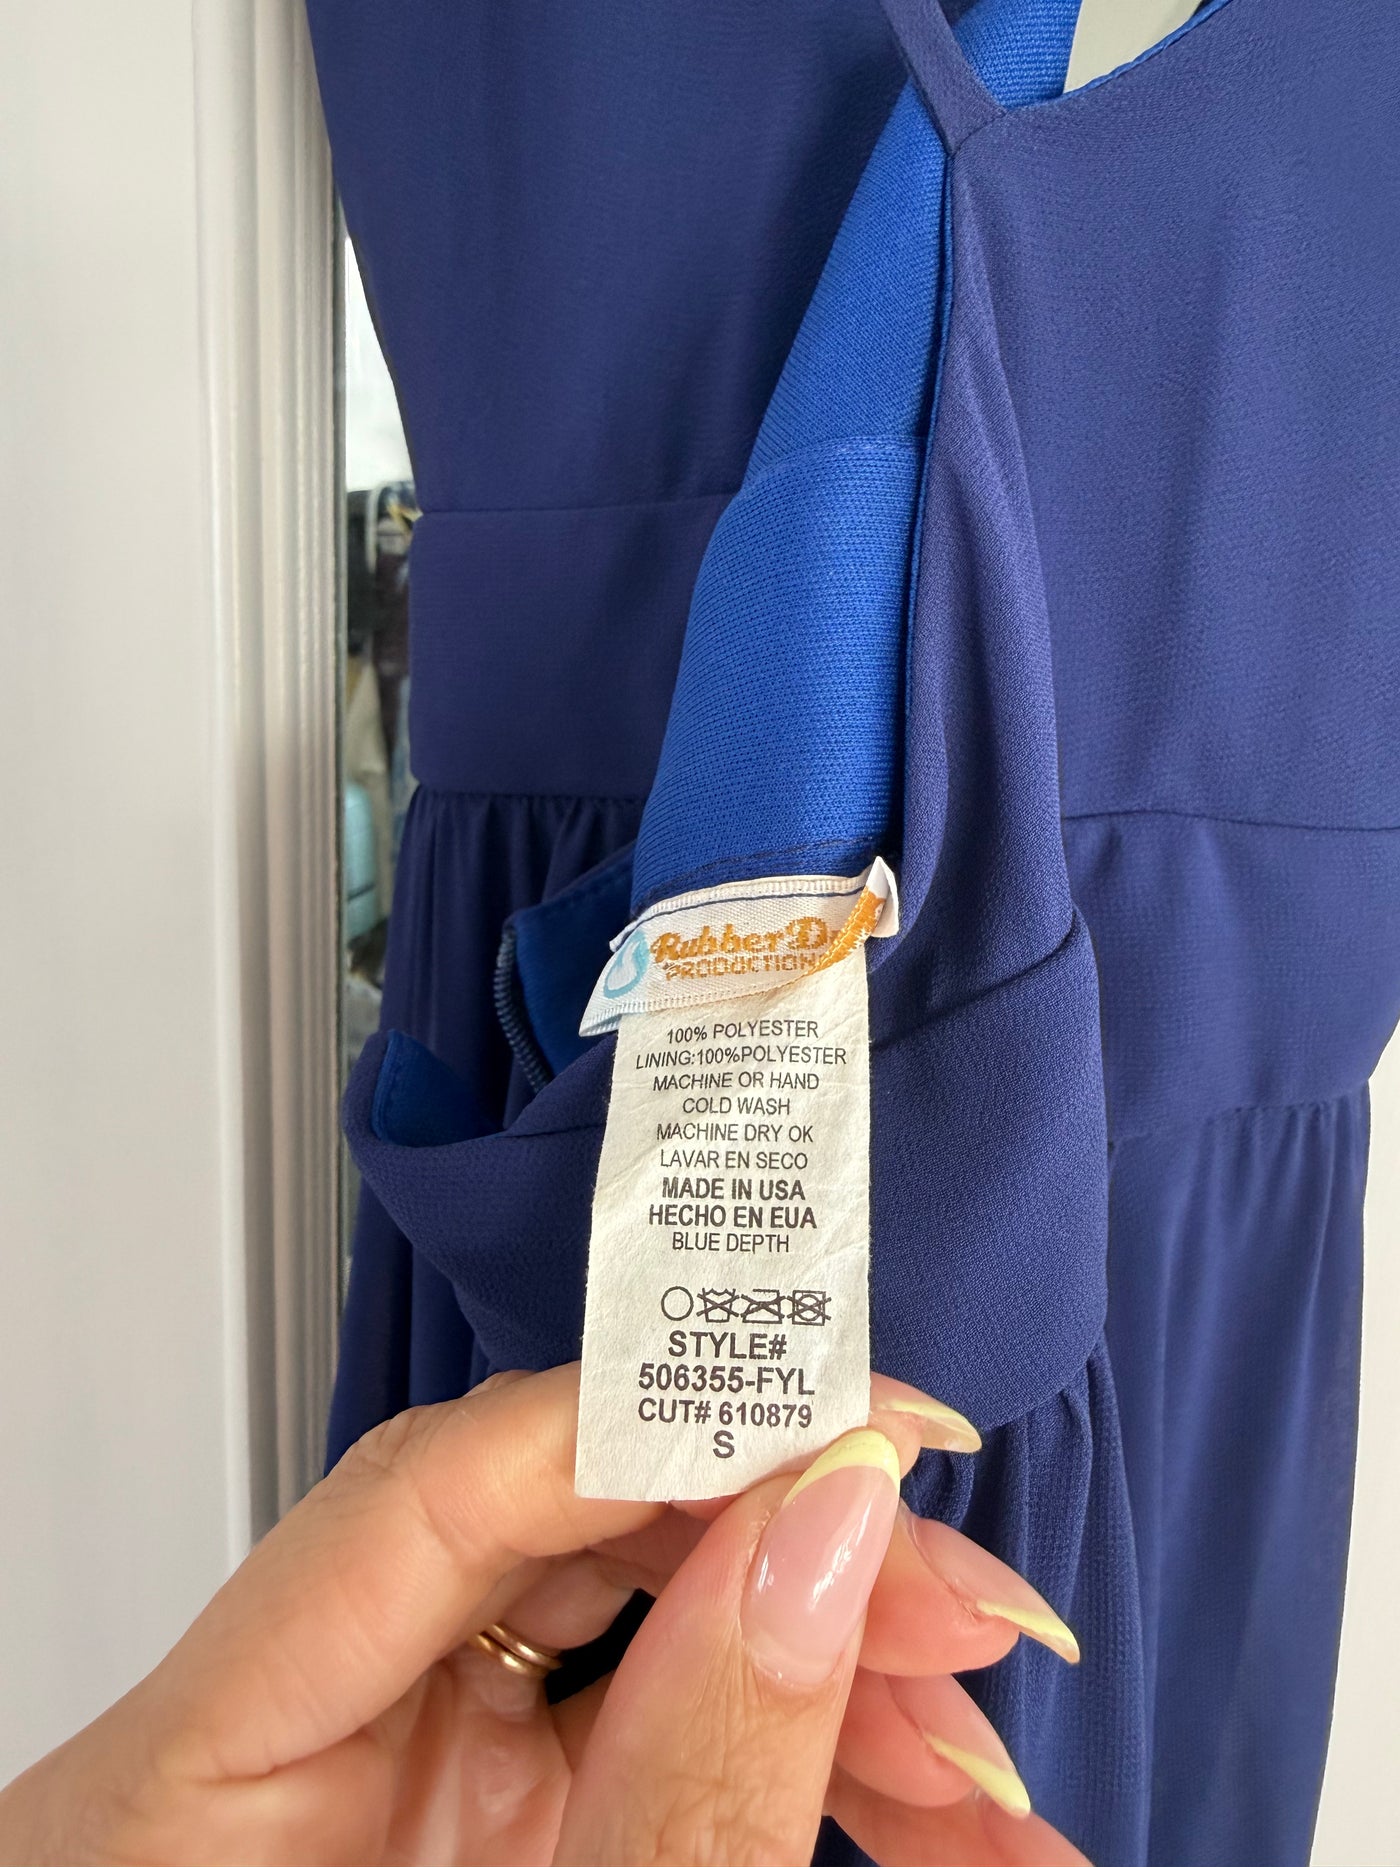 Rubber
PRODUCTION
100% POLYESTER
LINING:100%POLYESTER
MACHINE OR HAND
COLD WASH
MACHINE DRY OK
LAVAR EN SECO
MADE IN USA
HECHO EN EUA
BLUE DEPTH
STYLE#
506355-FYL
CUT# 610879
S